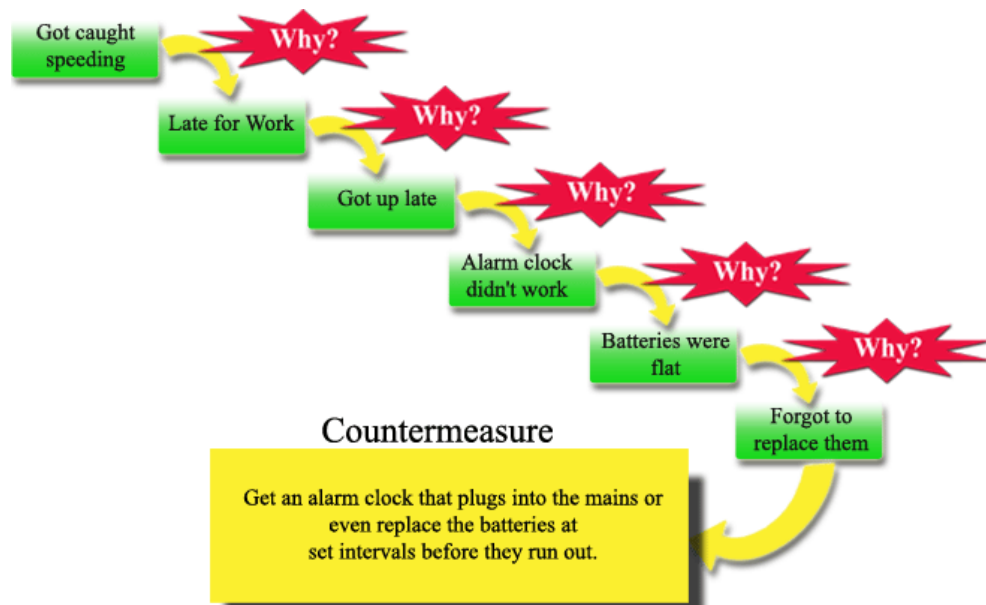 Got caught
speeding
Why?
Late for Work
Why?
Got up late
Why?
Alarm clock
didn't work
Why?
Batteries were
flat
Why?
Forgot to
replace them
Countermeasure
Get an alarm clock that plugs into the mains or
even replace the batteries at
set intervals before they run out.